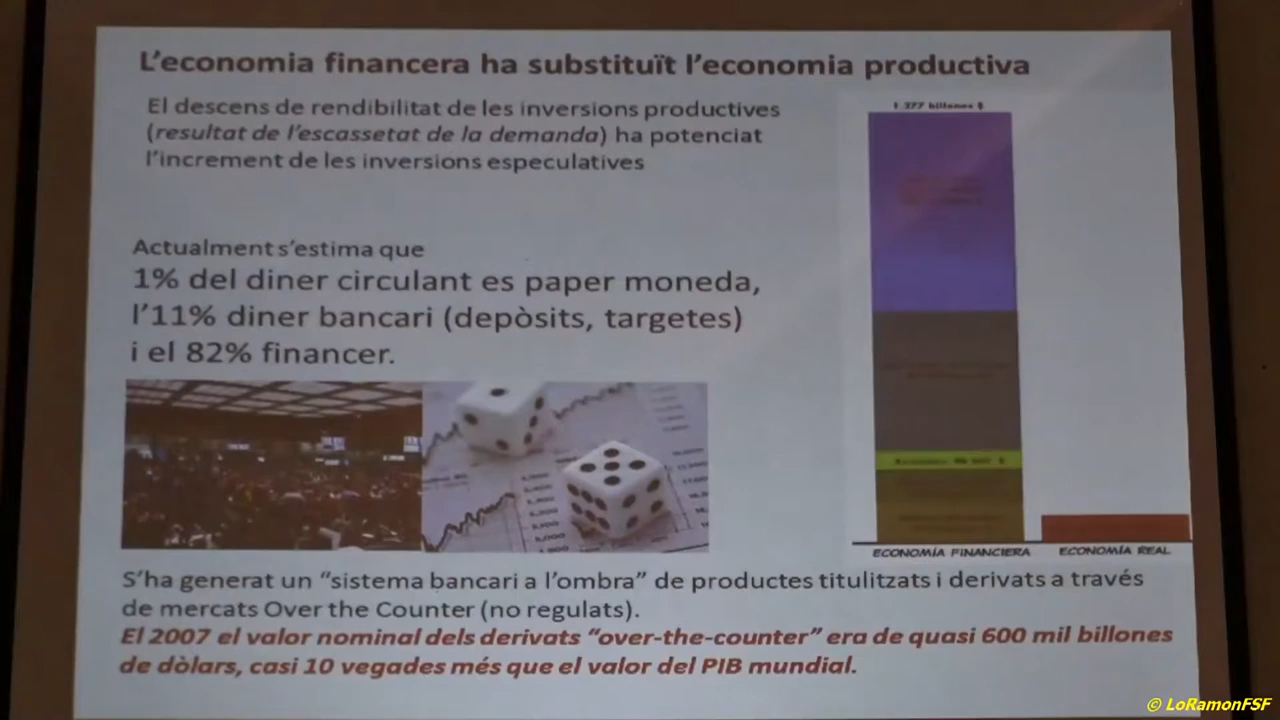 L'economia financera ha substituït l'economia productiva
El descens de rendibilitat de les inversions productives
(resultat de l'escassetat de la demanda) ha potenciat
l'increment de les inversions especulatives
Actualment s'estima que
1% del diner circulant es paper moneda,
l'11% diner bancari (depòsits, targetes)
i el 82% financer.
billones $
ECONOMÍA FINANCIERA
ECONOMÍA REAL
S'ha generat un “sistema bancari a l'ombra” de productes titulitzats i derivats a través
de mercats Over the Counter (no regulats).
El 2007 el valor nominal dels derivats “over-the-counter” era de quasi 600 mil billones
de dòlars, casi 10 vegades més que el valor del PIB mundial.
© LoRamonFSF